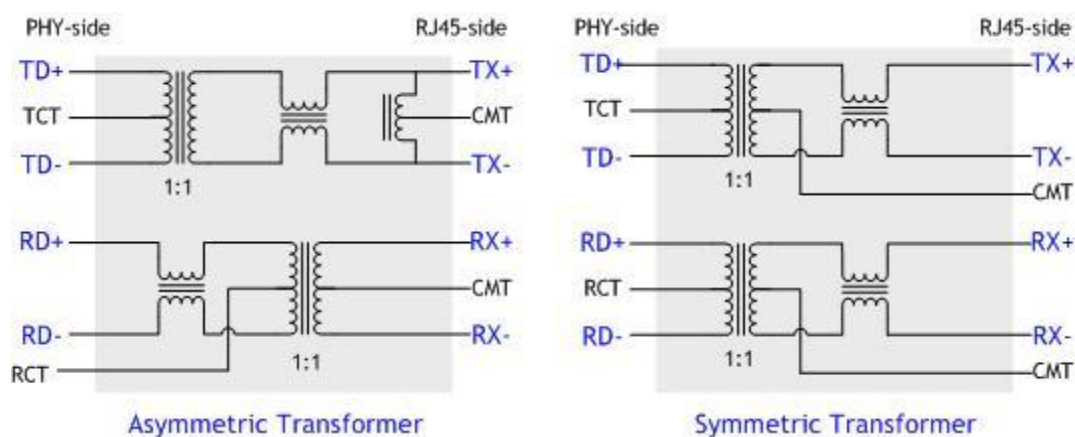 PHY-side RJ45-side PHY-side RJ45-side
TD+ TX+ TD+ TX+
TCT CMT TCT
TD- TX- TD- TX-
1:1 1:1 CMT
RD+ RX+ RD+ RX+
CMT RCT
RD- RX- RD- RX-
RCT 1:1 1:1 CMT
Asymmetric Transformer Symmetric Transformer